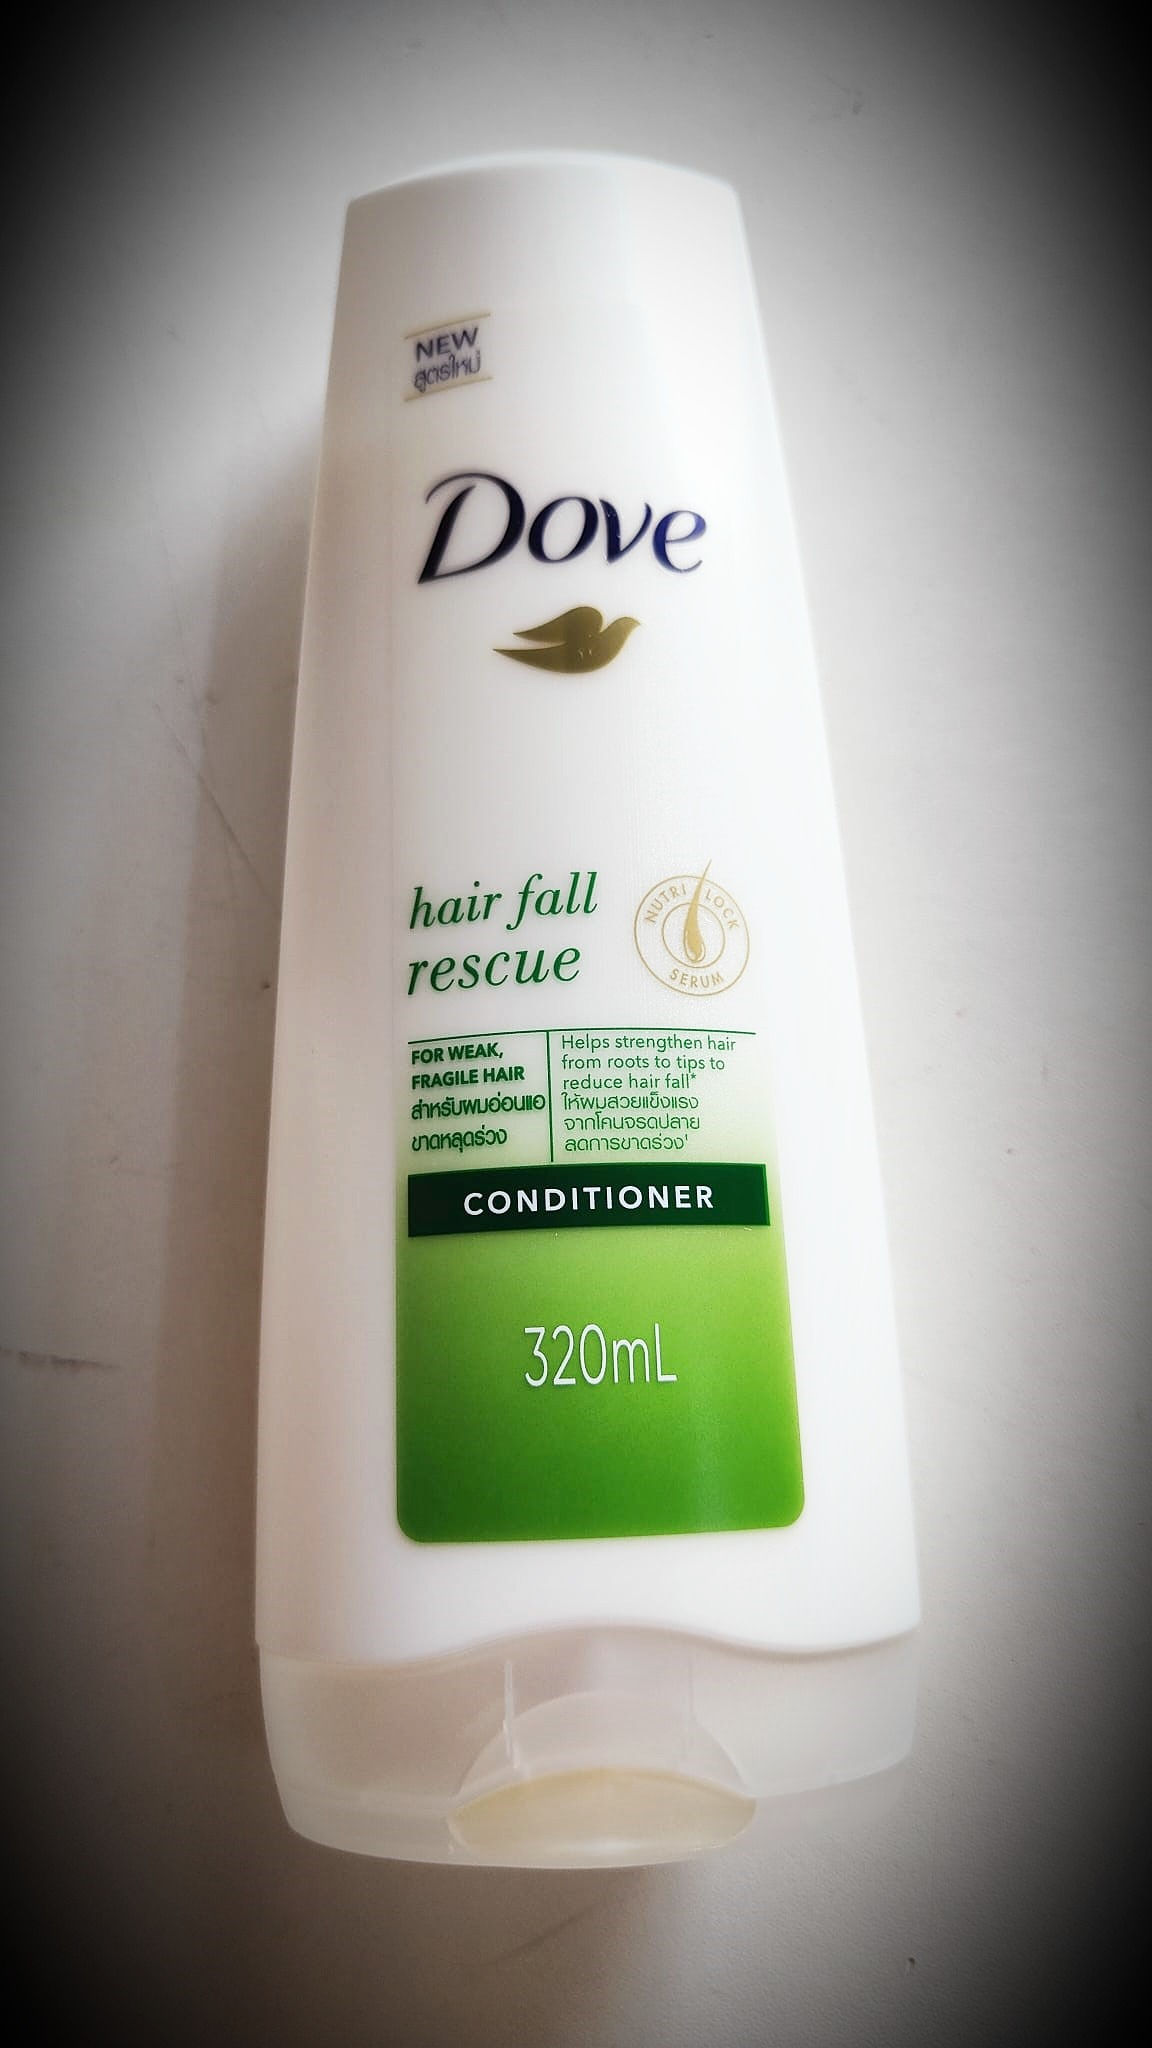 NEW
สูตรใหม่
Dove
hair fall
rescue
NUTRI LOCK
SERUM
FOR WEAK,
FRAGILE HAIR
สำหรับผมอ่อนแอ
ขาดหลุดร่วง
Helps strengthen hair
from roots to tips to
reduce hair fall*
ให้ผมสวยแข็งแรง
จากโคนจรดปลาย
ลดการขาดร่วง'
CONDITIONER
320mL